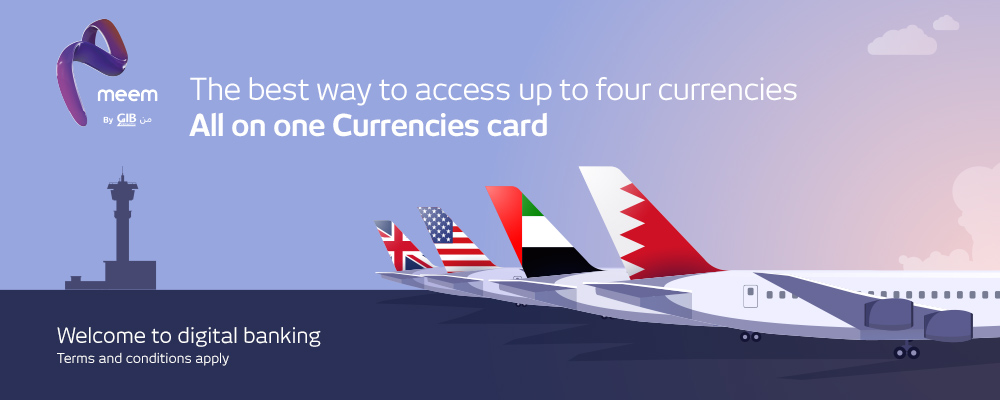 meem
By GIB من
The best way to access up to four currencies
All on one Currencies card
Welcome to digital banking
Terms and conditions apply